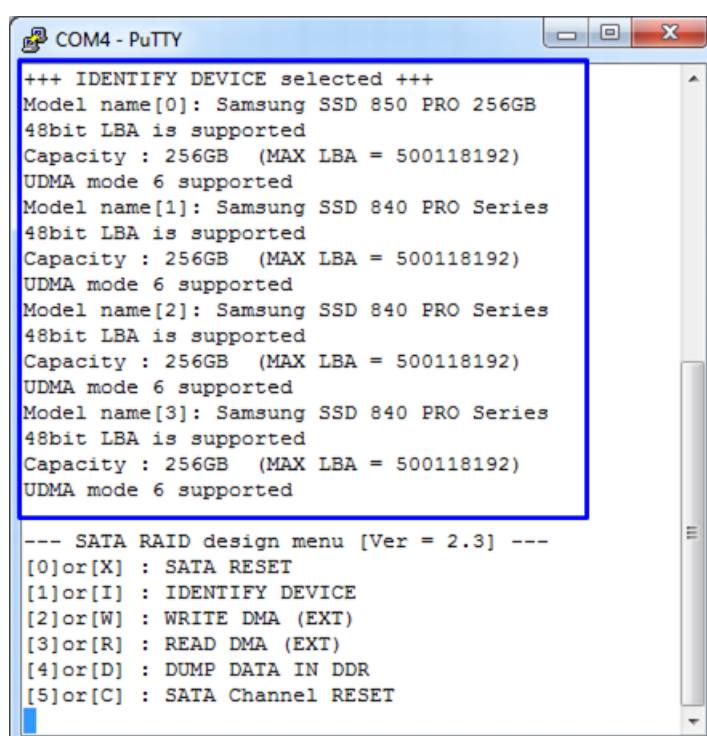 COM4 - PuTTY
+++ IDENTIFY DEVICE selected +++
Model name[0]: Samsung SSD 850 PRO 256GB
48bit LBA is supported
Capacity : 256GB  (MAX LBA = 500118192)
UDMA mode 6 supported
Model name[1]: Samsung SSD 840 PRO Series
48bit LBA is supported
Capacity : 256GB  (MAX LBA = 500118192)
UDMA mode 6 supported
Model name[2]: Samsung SSD 840 PRO Series
48bit LBA is supported
Capacity : 256GB  (MAX LBA = 500118192)
UDMA mode 6 supported
Model name[3]: Samsung SSD 840 PRO Series
48bit LBA is supported
Capacity : 256GB  (MAX LBA = 500118192)
UDMA mode 6 supported
--- SATA RAID design menu [Ver = 2.3] ---
[0]or[X] : SATA RESET
[1]or[I] : IDENTIFY DEVICE
[2]or[W] : WRITE DMA (EXT)
[3]or[R] : READ DMA (EXT)
[4]or[D] : DUMP DATA IN DDR
[5]or[C] : SATA Channel RESET